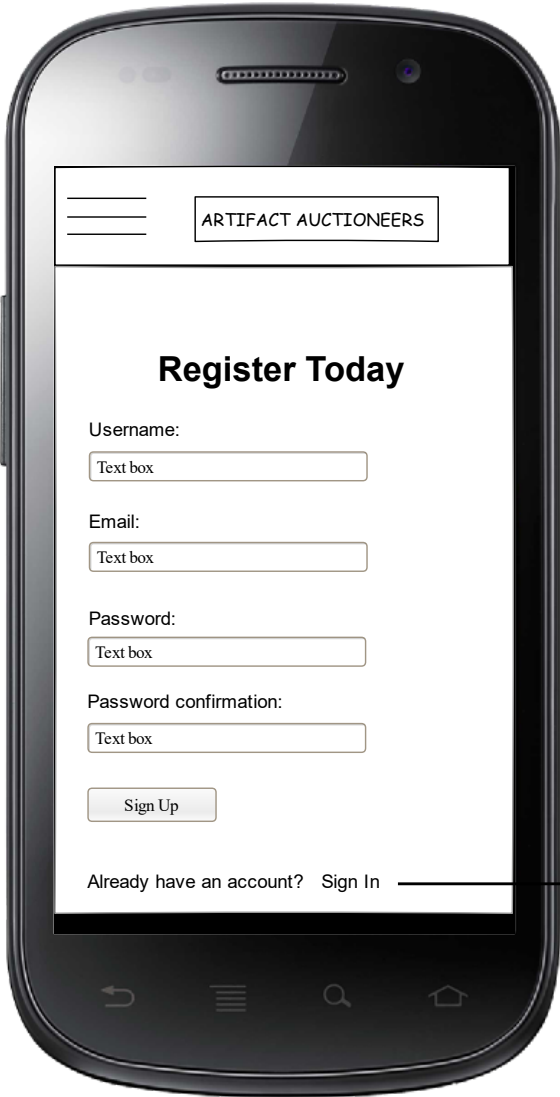 ARTIFACT AUCTIONEERS
Register Today
Username:
Text box
Email:
Text box
Password:
Text box
Password confirmation:
Text box
Sign Up
Already have an account? Sign In